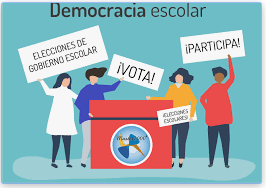 Democracia escolar
ELECCIONES DE
GOBIERNO ESCOLAR
¡VOTA!
¡PARTICIPA!
¡ELECCIONES
ESCOLARES!